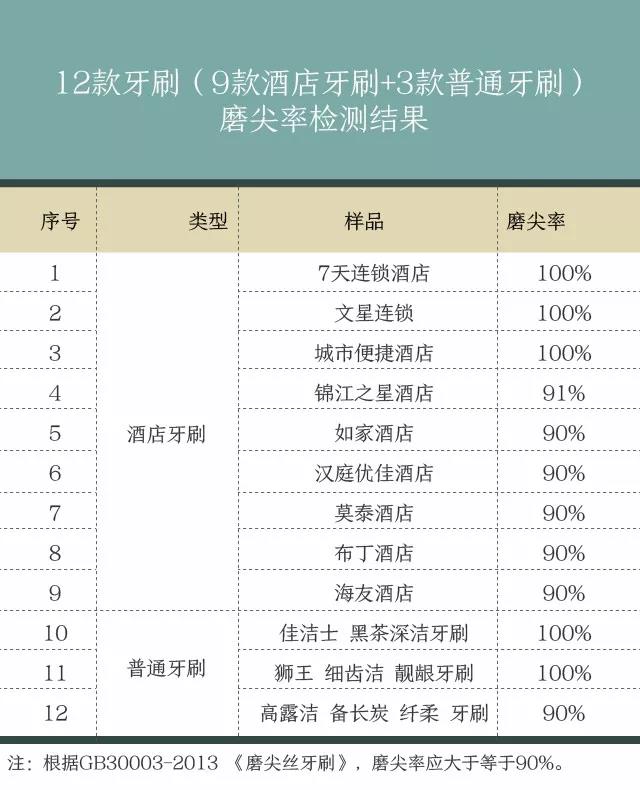 12款牙刷（9款酒店牙刷+3款普通牙刷）
磨尖率检测结果
序号 类型 样品 磨尖率
1 7天连锁酒店 100%
2 文星连锁 100%
3 城市便捷酒店 100%
4 锦江之星酒店 91%
5 酒店牙刷 如家酒店 90%
6 汉庭优佳酒店 90%
7 莫泰酒店 90%
8 布丁酒店 90%
9 海友酒店 90%
10 佳洁士 黑茶深洁牙刷 100%
11 普通牙刷 狮王 细齿洁 靓龈牙刷 100%
12 高露洁 备长炭 纤柔 牙刷 90%
注：根据GB30003-2013 《磨尖丝牙刷》，磨尖率应大于等于90%。